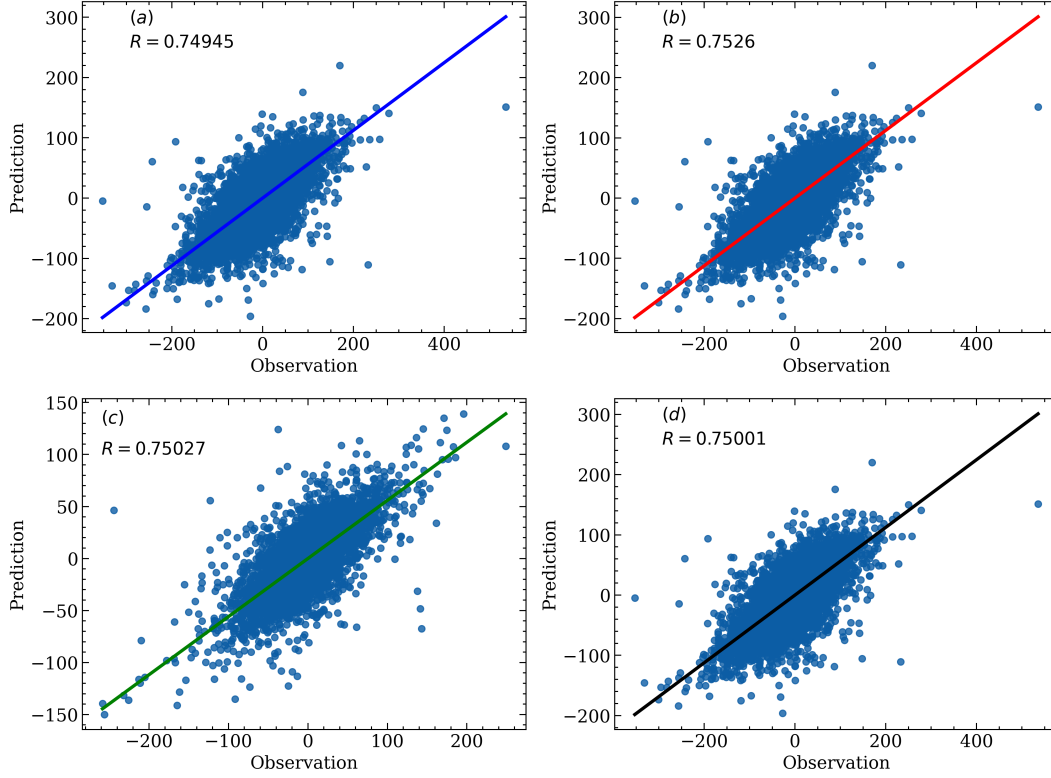 (a)
R = 0.74945
300
200
100
0
−100
−200
Prediction
−200
0
200
400
Observation
(b)
R = 0.7526
300
200
100
0
−100
−200
Prediction
−200
0
200
400
Observation
(c)
R = 0.75027
150
100
50
0
−50
−100
−150
Prediction
−200
−100
0
100
200
Observation
(d)
R = 0.75001
300
200
100
0
−100
−200
Prediction
−200
0
200
400
Observation